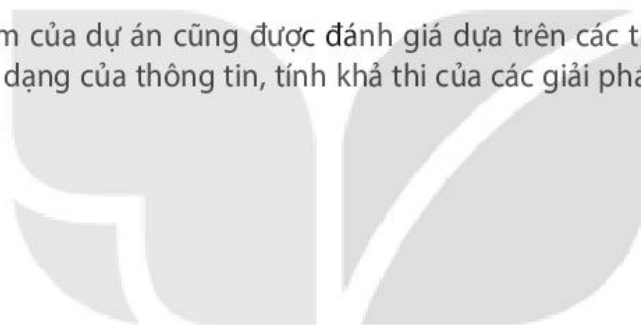 của dự án cũng được đánh giá dựa trên các
dạng của thông tin, tính khả thi của các giải